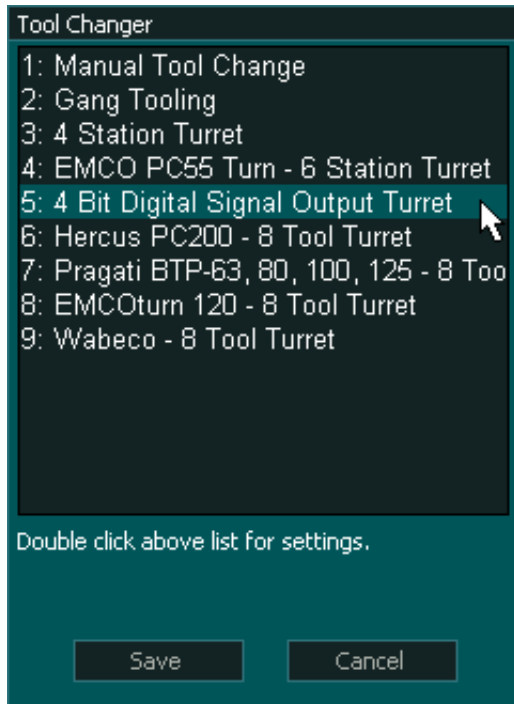 Tool Changer
1: Manual Tool Change
2: Gang Tooling
3: 4 Station Turret
4: EMCO PC55 Turn - 6 Station Turret
5: 4 Bit Digital Signal Output Turret
6: Hercus PC200 - 8 Tool Turret
7: Pragati BTP-63, 80, 100, 125 - 8 Too
8: EMCOturn 120 - 8 Tool Turret
9: Wabeco - 8 Tool Turret
Double click above list for settings.
Save Cancel